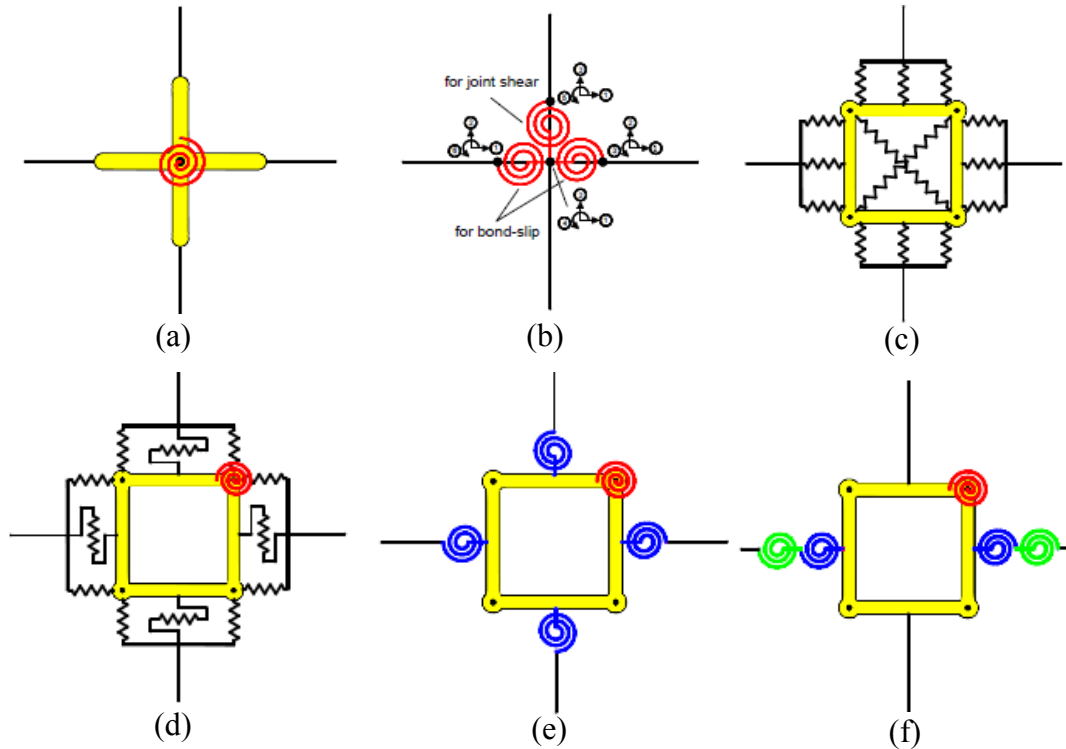 for joint shear
for bond-slip
(a)
(b)
(c)
(d)
(e)
(f)